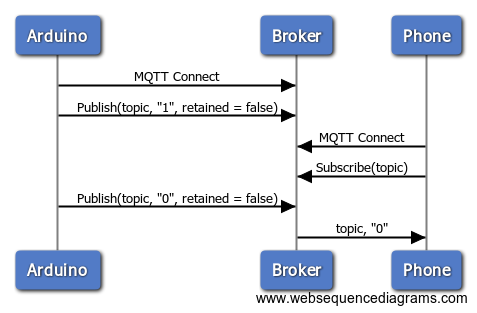 Arduino Broker Phone
MQTT Connect
Publish(topic, "1", retained = false)
MQTT Connect
Subscribe(topic)
Publish(topic, "0", retained = false)
topic, "0"
Arduino Broker Phone
www.websequencediagrams.com